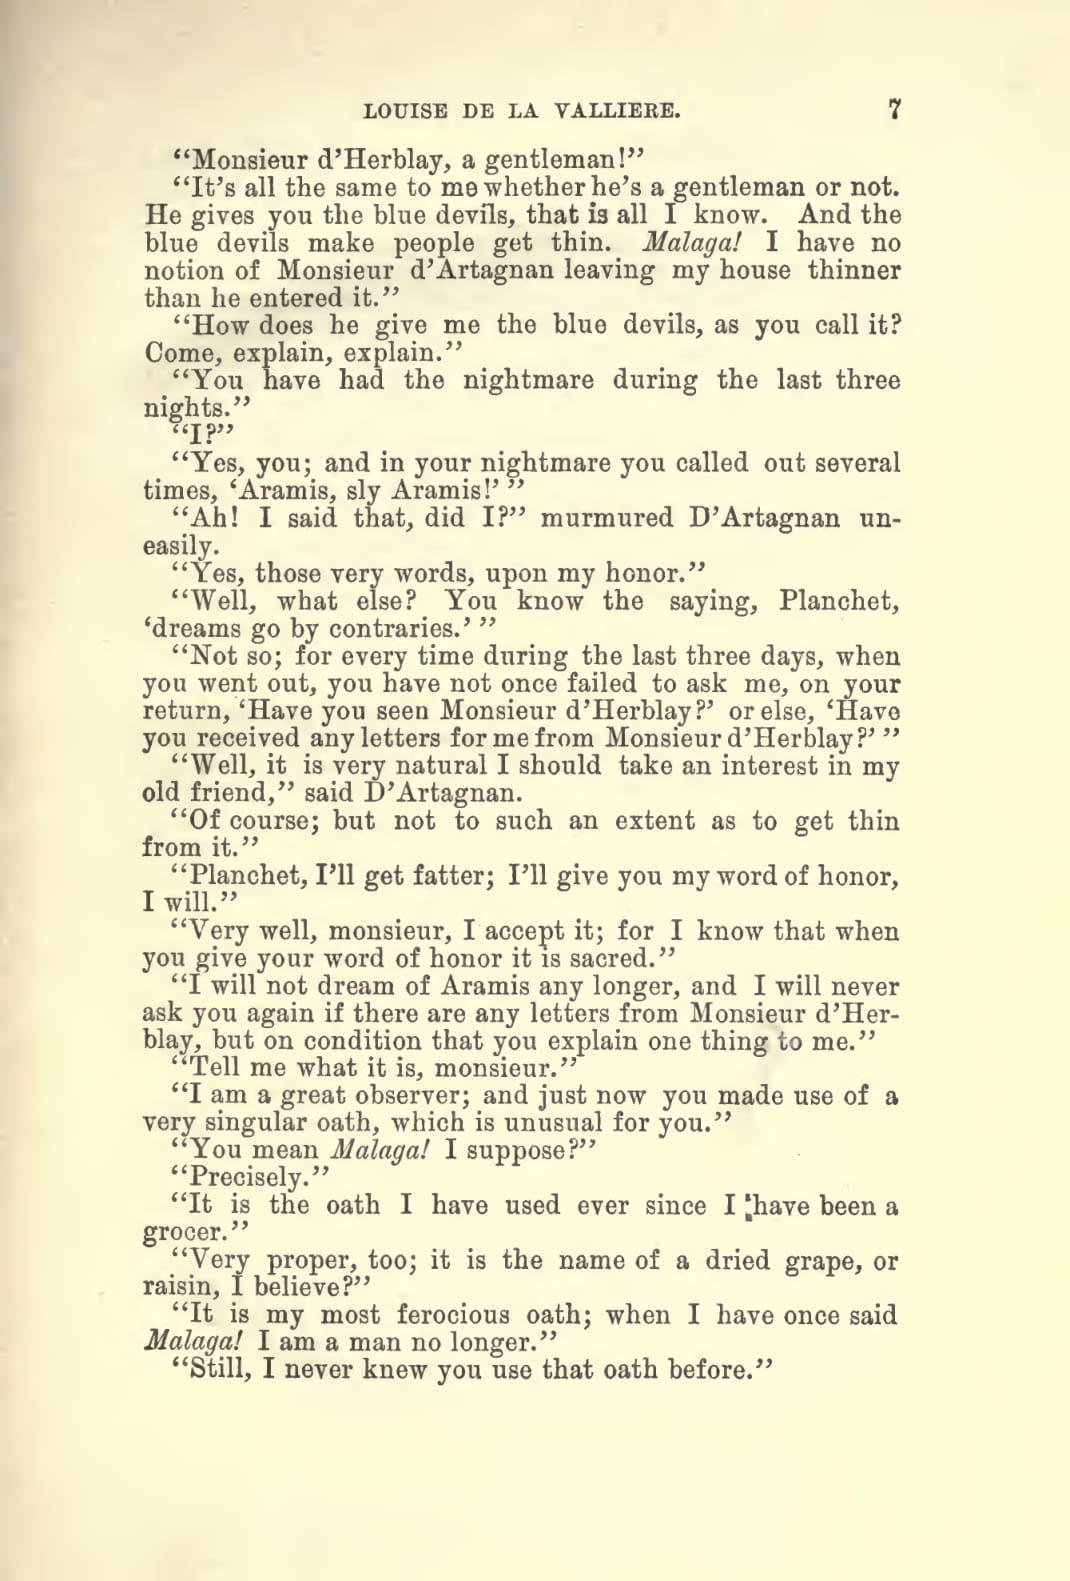 LOUISE DE LA VALLIERE. 7
“Monsieur d’Herblay, a gentleman!”
“It’s all the same to me whether he’s a gentleman or not.
He gives you the blue devils, that is all I know. And the
blue devils make people get thin. Malaga! I have no
notion of Monsieur d’Artagnan leaving my house thinner
than he entered it.”
“How does he give me the blue devils, as you call it?
Come, explain, explain.”
“You have had the nightmare during the last three
nights.”
“I?”
“Yes, you; and in your nightmare you called out several
times, ‘Aramis, sly Aramis!’ ”
“Ah! I said that, did I?” murmured D’Artagnan un-
easily.
“Yes, those very words, upon my honor.”
“Well, what else? You know the saying, Planchet,
‘dreams go by contraries.’ ”
“Not so; for every time during the last three days, when
you went out, you have not once failed to ask me, on your
return, ‘Have you seen Monsieur d’Herblay?’ or else, ‘Have
you received any letters for me from Monsieur d’Herblay?’ ”
“Well, it is very natural I should take an interest in my
old friend,” said D’Artagnan.
“Of course; but not to such an extent as to get thin
from it.”
“Planchet, I’ll get fatter; I’ll give you my word of honor,
I will.”
“Very well, monsieur, I accept it; for I know that when
you give your word of honor it is sacred.”
“I will not dream of Aramis any longer, and I will never
ask you again if there are any letters from Monsieur d’Her-
blay, but on condition that you explain one thing to me.”
“Tell me what it is, monsieur.”
“I am a great observer; and just now you made use of a
very singular oath, which is unusual for you.”
“You mean Malaga! I suppose?”
“Precisely.”
“It is the oath I have used ever since I have been a
grocer.”
“Very proper, too; it is the name of a dried grape, or
raisin, I believe?”
“It is my most ferocious oath; when I have once said
Malaga! I am a man no longer.”
“Still, I never knew you use that oath before.”